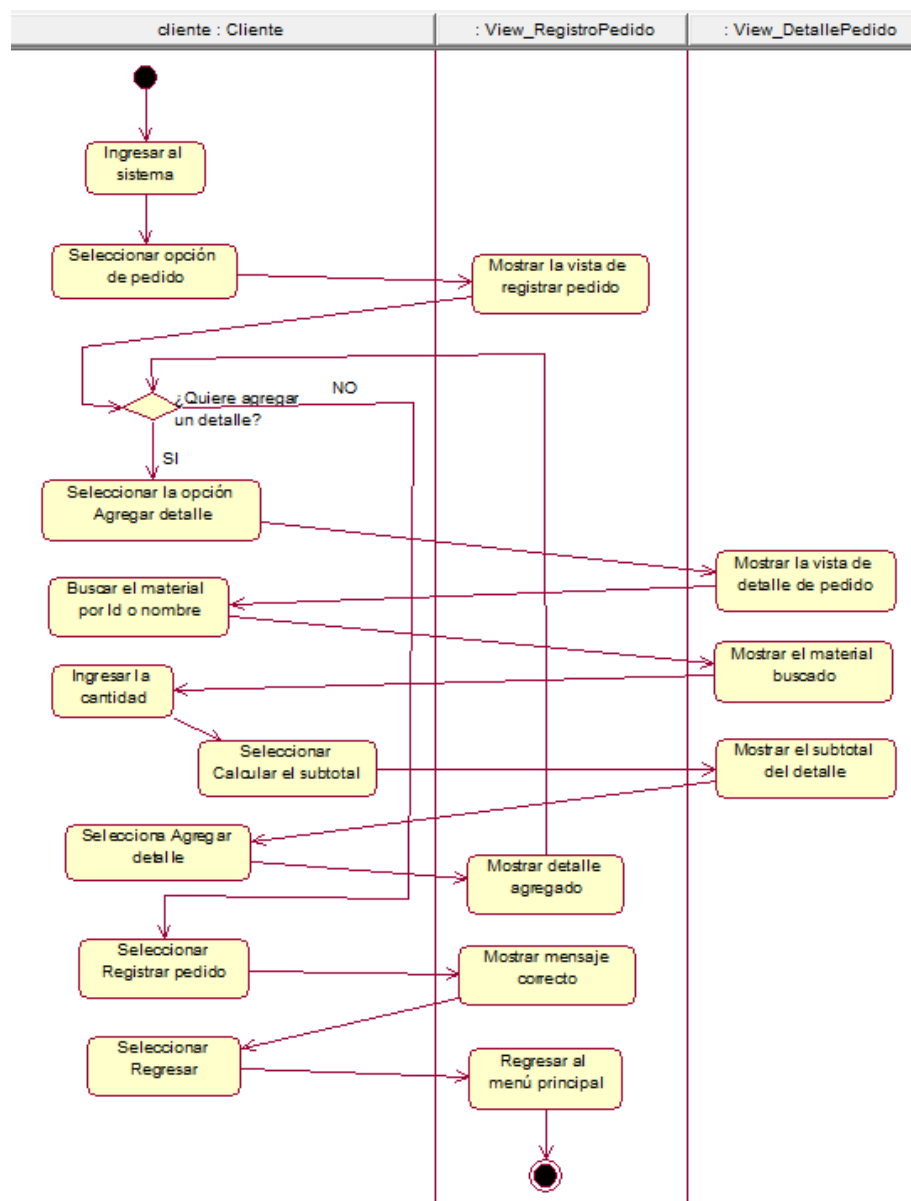 cliente : Cliente
: View_RegistroPedido
: View_DetallePedido
Ingresar al
sistema
Seleccionar opción
de pedido
Mostrar la vista de
registrar pedido
NO
¿Quiere agregar
un detalle?
SI
Seleccionar la opción
Agregar detalle
Mostrar la vista de
detalle de pedido
Buscar el material
por Id o nombre
Mostrar el material
buscado
Ingresar la
cantidad
Seleccionar
Calcular el subtotal
Mostrar el subtotal
del detalle
Selecciona Agregar
detalle
Mostrar detalle
agregado
Seleccionar
Registrar pedido
Mostrar mensaje
correcto
Seleccionar
Regresar
Regresar al
menú principal